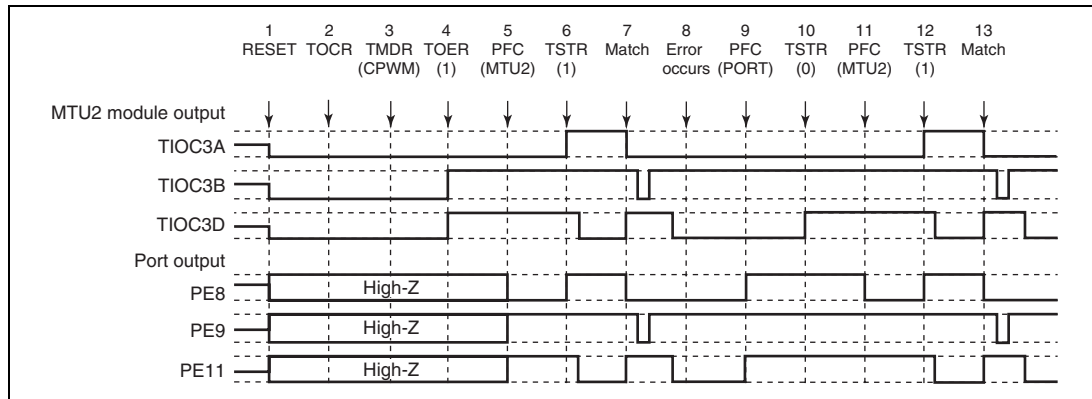 1 2 3 4 5 6 7 8 9 10 11 12 13
RESET TOCR TMDR TOER PFC TSTR Match Error PFC TSTR PFC TSTR Match
(CPWM) (1) (MTU2) (1) occurs (PORT) (0) (MTU2) (1)
MTU2 module output
TIOC3A
TIOC3B
TIOC3D
Port output
PE8 High-Z
PE9 High-Z
PE11 High-Z